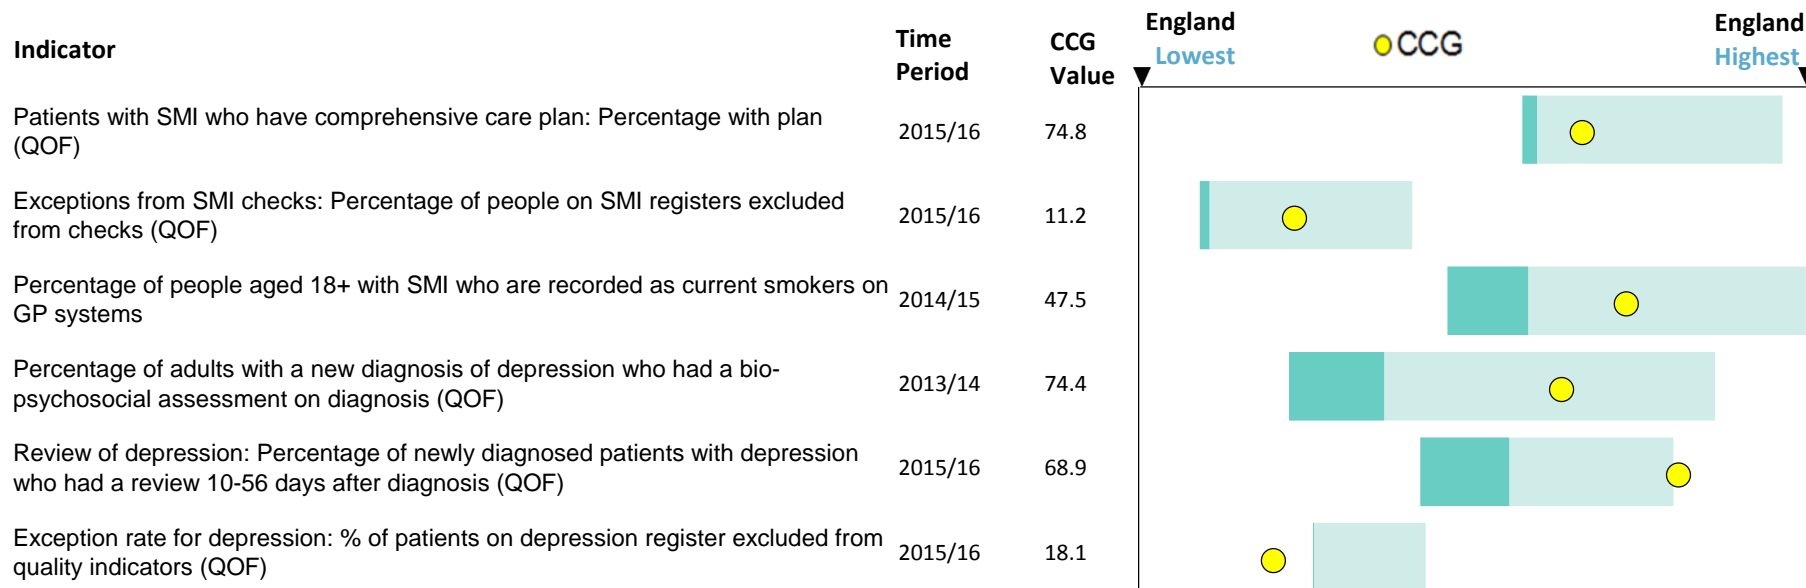 Indicator
Time
Period
CCG
Value
England
Lowest
CCG
England
Highest
Patients with SMI who have comprehensive care plan: Percentage with plan
(QOF)
2015/16
74.8
Exceptions from SMI checks: Percentage of people on SMI registers excluded
from checks (QOF)
2015/16
11.2
Percentage of people aged 18+ with SMI who are recorded as current smokers on
GP systems
2014/15
47.5
Percentage of adults with a new diagnosis of depression who had a bio-
psychosocial assessment on diagnosis (QOF)
2013/14
74.4
Review of depression: Percentage of newly diagnosed patients with depression
who had a review 10-56 days after diagnosis (QOF)
2015/16
68.9
Exception rate for depression: % of patients on depression register excluded from
quality indicators (QOF)
2015/16
18.1